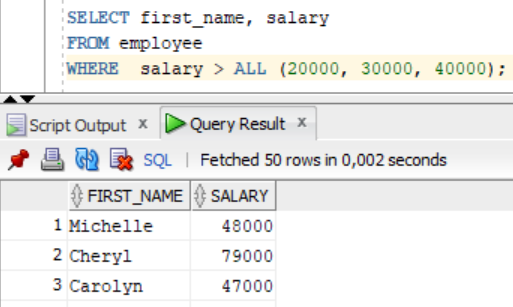 SELECT first_name, salary
FROM employee
WHERE  salary > ALL (20000, 30000, 40000);
Script Output x Query Result x
SQL | Fetched 50 rows in 0,002 seconds
FIRST_NAME SALARY
1 Michelle 48000
2 Cheryl 79000
3 Carolyn 47000